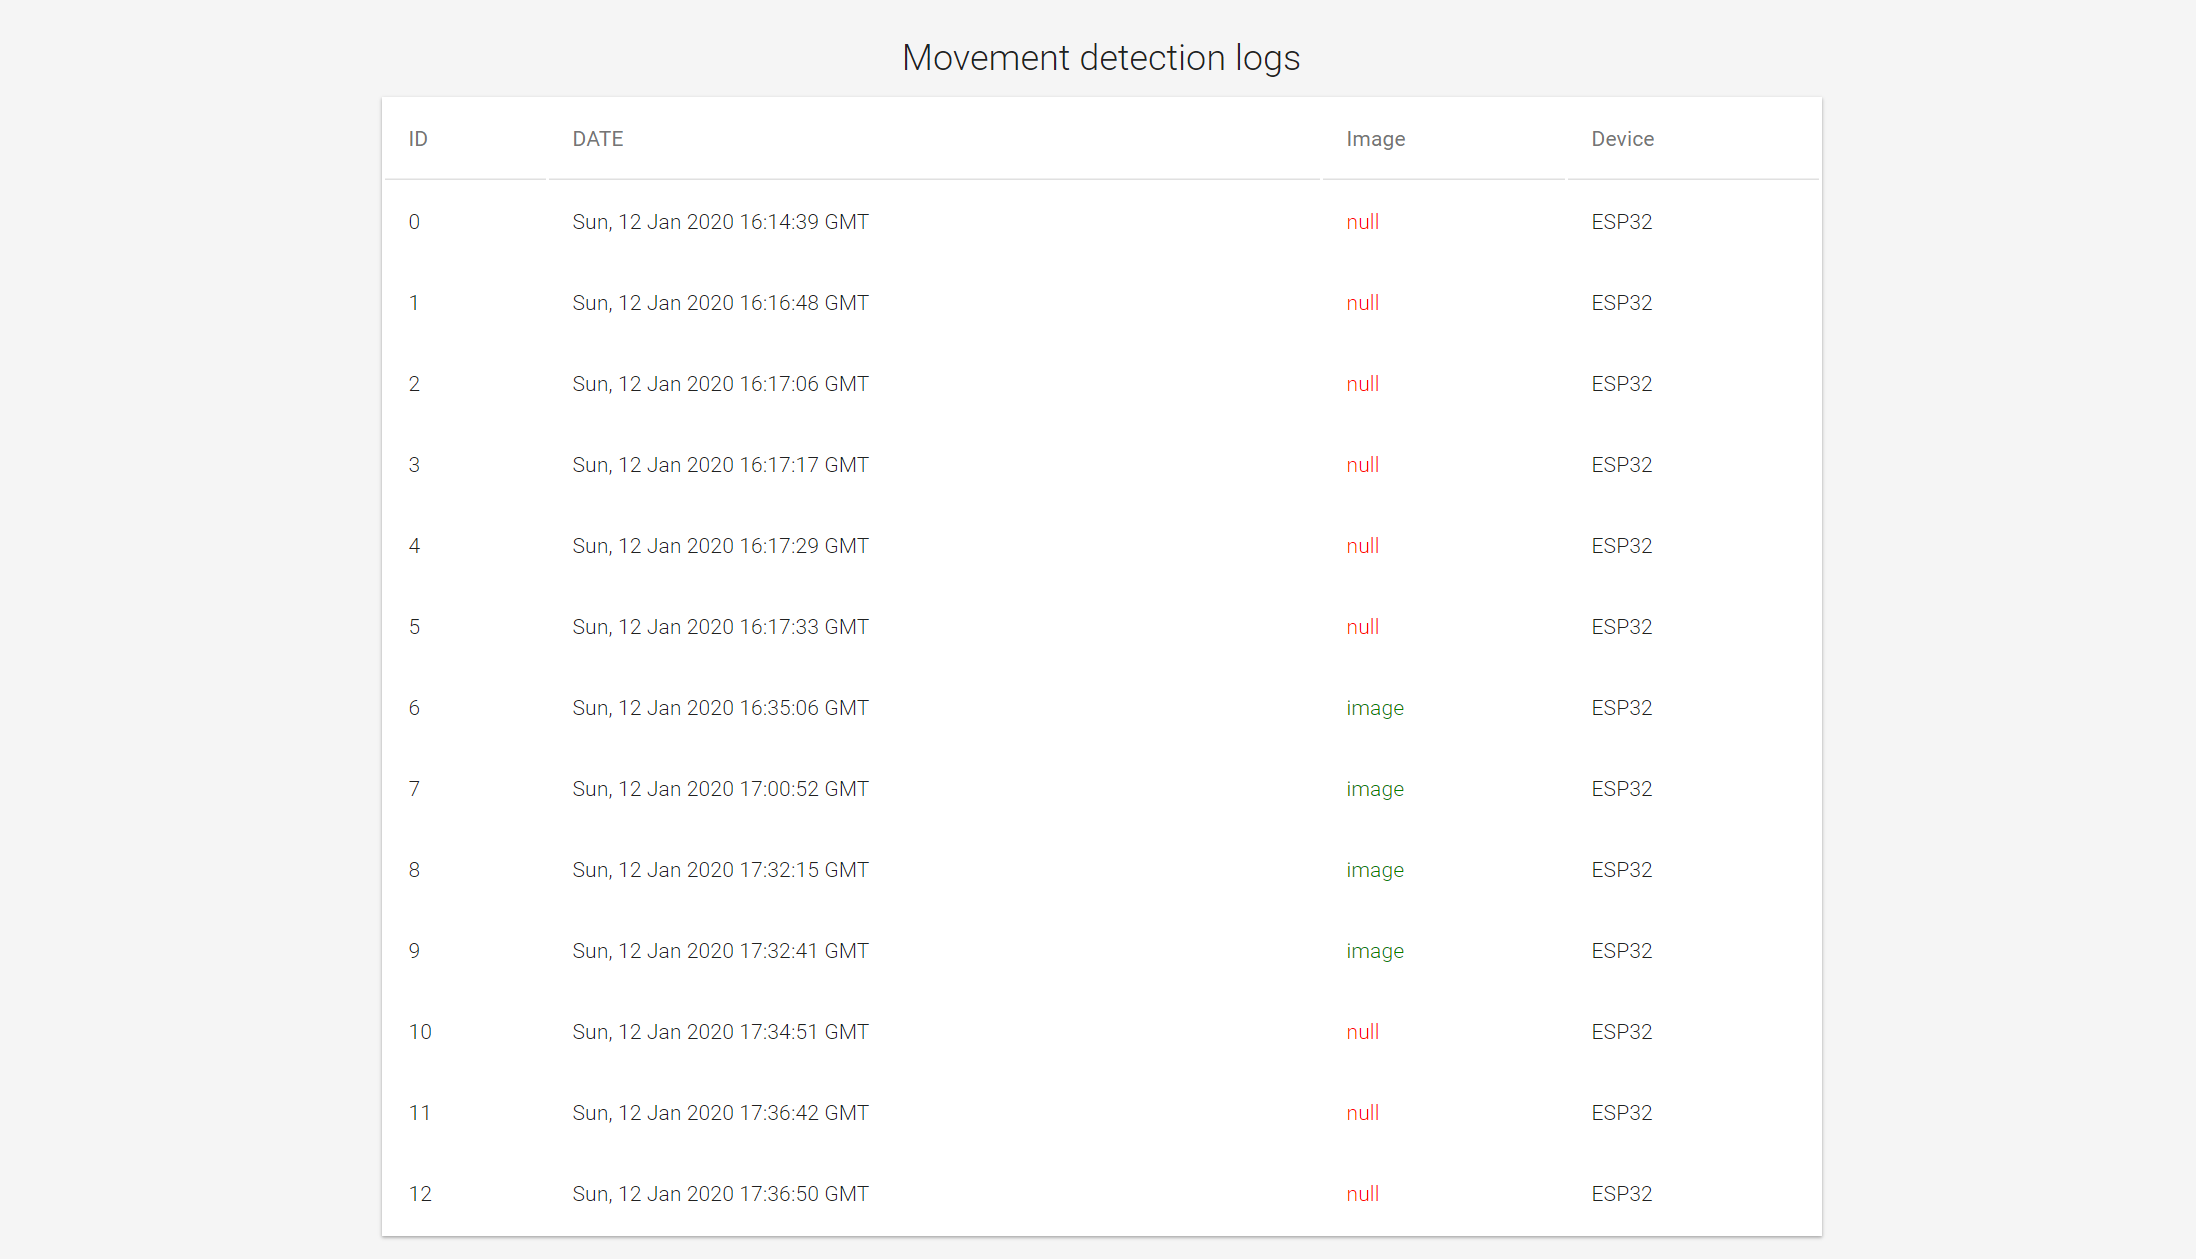 Movement detection logs
ID DATE Image Device
0 Sun, 12 Jan 2020 16:14:39 GMT null ESP32
1 Sun, 12 Jan 2020 16:16:48 GMT null ESP32
2 Sun, 12 Jan 2020 16:17:06 GMT null ESP32
3 Sun, 12 Jan 2020 16:17:17 GMT null ESP32
4 Sun, 12 Jan 2020 16:17:29 GMT null ESP32
5 Sun, 12 Jan 2020 16:17:33 GMT null ESP32
6 Sun, 12 Jan 2020 16:35:06 GMT image ESP32
7 Sun, 12 Jan 2020 17:00:52 GMT image ESP32
8 Sun, 12 Jan 2020 17:32:15 GMT image ESP32
9 Sun, 12 Jan 2020 17:32:41 GMT image ESP32
10 Sun, 12 Jan 2020 17:34:51 GMT null ESP32
11 Sun, 12 Jan 2020 17:36:42 GMT null ESP32
12 Sun, 12 Jan 2020 17:36:50 GMT null ESP32